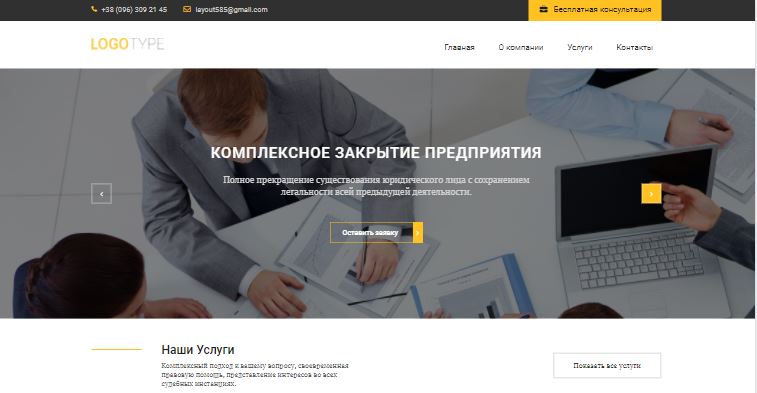 +38 (096) 309 21 45
layout585@gmail.com
Бесплатная консультация
LOGOTYPE
Главная
О компании
Услуги
Контакты
КОМПЛЕКСНОЕ ЗАКРЫТИЕ ПРЕДПРИЯТИЯ
Полное прекращение существования юридического лица с сохранением
легальности всей предыдущей деятельности.
Оставить заявку
Наши Услуги
Комплексный подход к вашему вопросу, своевременная
правовую помощь, представление интересов во всех
судебных инстанциях.
Показать все услуги